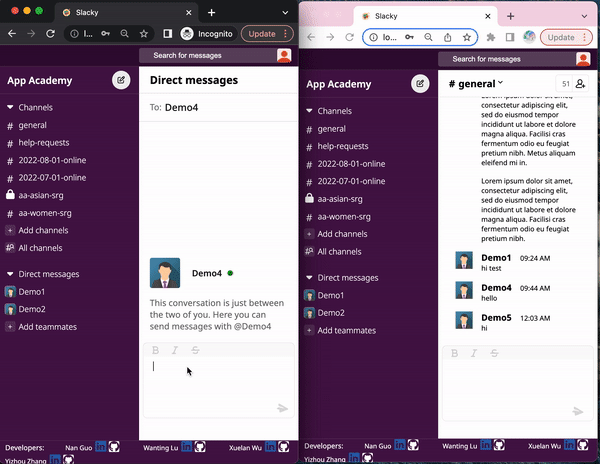 Slacky
l...
Incognito
Update
Search for messages
App Academy
Channels
# general
# help-requests
# 2022-08-01-online
# 2022-07-01-online
aa-asian-srg
# aa-women-srg
+ Add channels
All channels
Direct messages
Demo1
Demo2
+ Add teammates
Direct messages
To: Demo4
Demo4
This conversation is just between
the two of you. Here you can
send messages with @Demo4
B I S
Developers: Nan Guo Wanting Lu Xuelan Wu
Yizhou Zhang
Slacky
lo...
Update
Search for messages
App Academy
Channels
# general
# help-requests
# 2022-08-01-online
# 2022-07-01-online
aa-asian-srg
# aa-women-srg
+ Add channels
All channels
Direct messages
Demo1
Demo2
+ Add teammates
# general
51
Lorem ipsum dolor sit amet,
consectetur adipiscing elit,
sed do eiusmod tempor
incididunt ut labore et dolore
magna aliqua. Facilisi cras
fermentum odio eu feugiat
pretium nibh. Metus aliquam
eleifend mi in.
Lorem ipsum dolor sit amet,
consectetur adipiscing elit,
sed do eiusmod tempor
incididunt ut labore et dolore
magna aliqua. Facilisi cras
fermentum odio eu feugiat
pretium nibh.
Demo1 09:24 AM
hi test
Demo4 09:44 AM
hello
Demo5 12:03 AM
hi
B I S
Developers: Nan Guo Wanting Lu Xuelan Wu
Yizhou Zhang